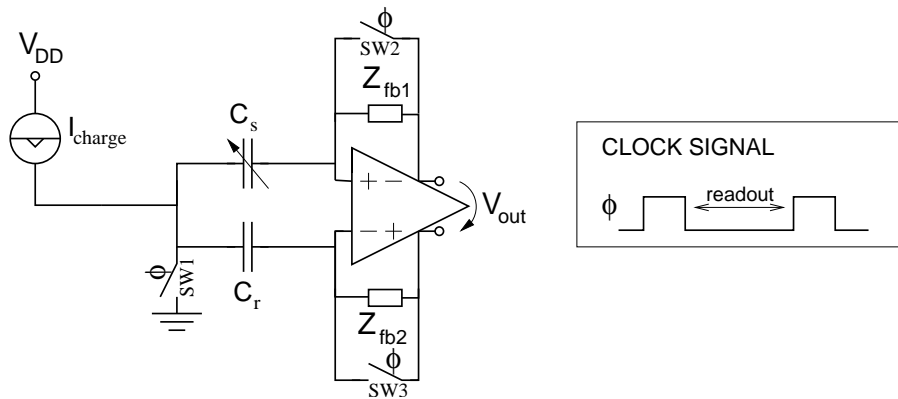 ϕ
SW2
V_DD
Z_fb1
I_charge
C_s
+ −
CLOCK SIGNAL
ϕ readout
V_out
− +
ϕ
SW1
C_r
Z_fb2
ϕ
SW3